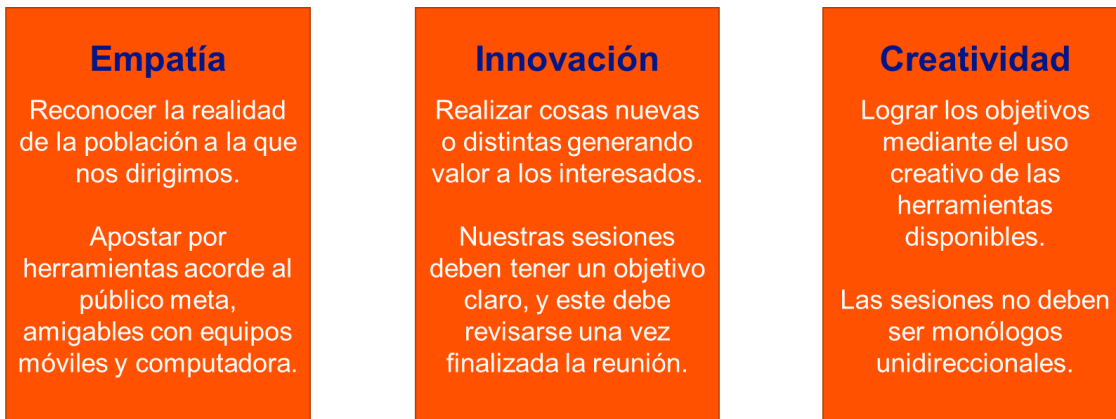 Empatía
Reconocer la realidad
de la población a la que
nos dirigimos.
Apostar por
herramientas acorde al
público meta,
amigables con equipos
móviles y computadora.
Innovación
Realizar cosas nuevas
o distintas generando
valor a los interesados.
Nuestras sesiones
deben tener un objetivo
claro, y este debe
revisarse una vez
finalizada la reunión.
Creatividad
Lograr los objetivos
mediante el uso
creativo de las
herramientas
disponibles.
Las sesiones no deben
ser monólogos
unidireccionales.